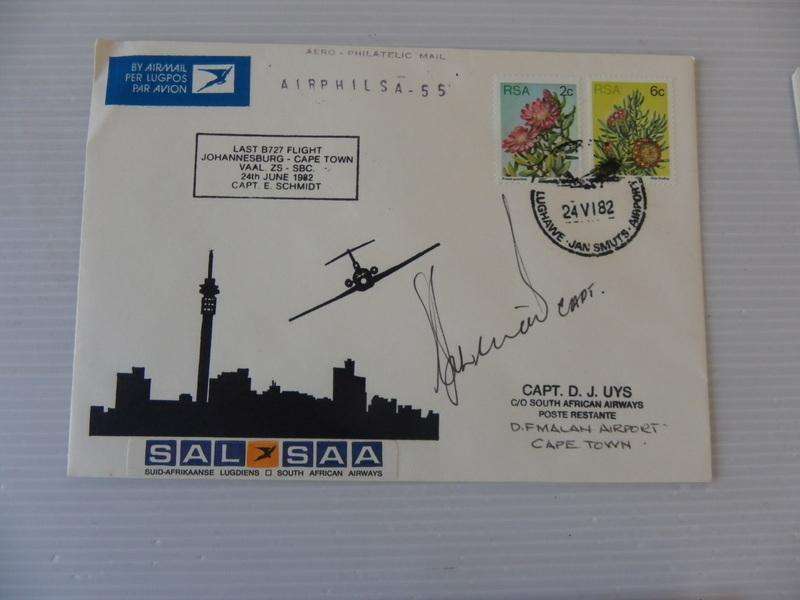 AERO - PHILATELIC MAIL
AIRPHILSA-55
BY AIRMAIL
PER LUGPOS
PAR AVION
RSA 2c
RSA 6c
LAST B727 FLIGHT
JOHANNESBURG - CAPE TOWN
VAAL ZS - SBC.
24th JUNE 1982
CAPT. E. SCHMIDT
24 VI 82
LUGHAWE · JAN SMUTS · AIRPORT
CAPT.
CAPT. D. J. UYS
C/O SOUTH AFRICAN AIRWAYS
POSTE RESTANTE
D.F MALAN AIRPORT
CAPE TOWN
SAL SAA
SUID-AFRIKAANSE LUGDIENS SOUTH AFRICAN AIRWAYS